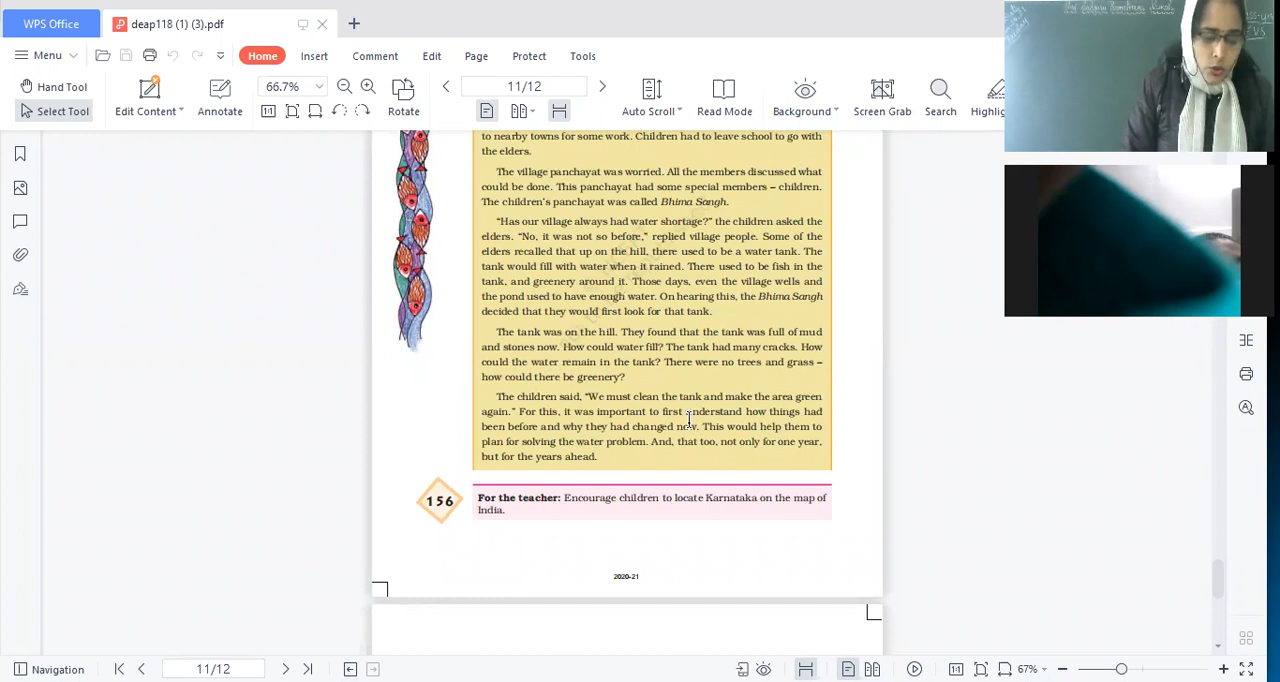 WPS Office
deap118 (1) (3).pdf
Menu
Home
Insert
Comment
Edit
Page
Protect
Tools
Hand Tool
Select Tool
Edit Content
Annotate
66.7%
Rotate
11/12
Auto Scroll
Read Mode
Background
Screen Grab
Search
Highlig
EVS
to nearby towns for some work. Children had to leave school to go with
the elders.
The village panchayat was worried. All the members discussed what
could be done. This panchayat had some special members – children.
The children's panchayat was called Bhima Sangh.
"Has our village always had water shortage?" the children asked the
elders. "No, it was not so before," replied village people. Some of the
elders recalled that up on the hill, there used to be a water tank. The
tank would fill with water when it rained. There used to be fish in the
tank, and greenery around it. Those days, even the village wells and
the pond used to have enough water. On hearing this, the Bhima Sangh
decided that they would first look for that tank.
The tank was on the hill. They found that the tank was full of mud
and stones now. How could water fill? The tank had many cracks. How
could the water remain in the tank? There were no trees and grass –
how could there be greenery?
The children said, "We must clean the tank and make the area green
again." For this, it was important to first understand how things had
been before and why they had changed now. This would help them to
plan for solving the water problem. And, that too, not only for one year,
but for the years ahead.
156
For the teacher: Encourage children to locate Karnataka on the map of
India.
2020-21
Navigation
11/12
67%